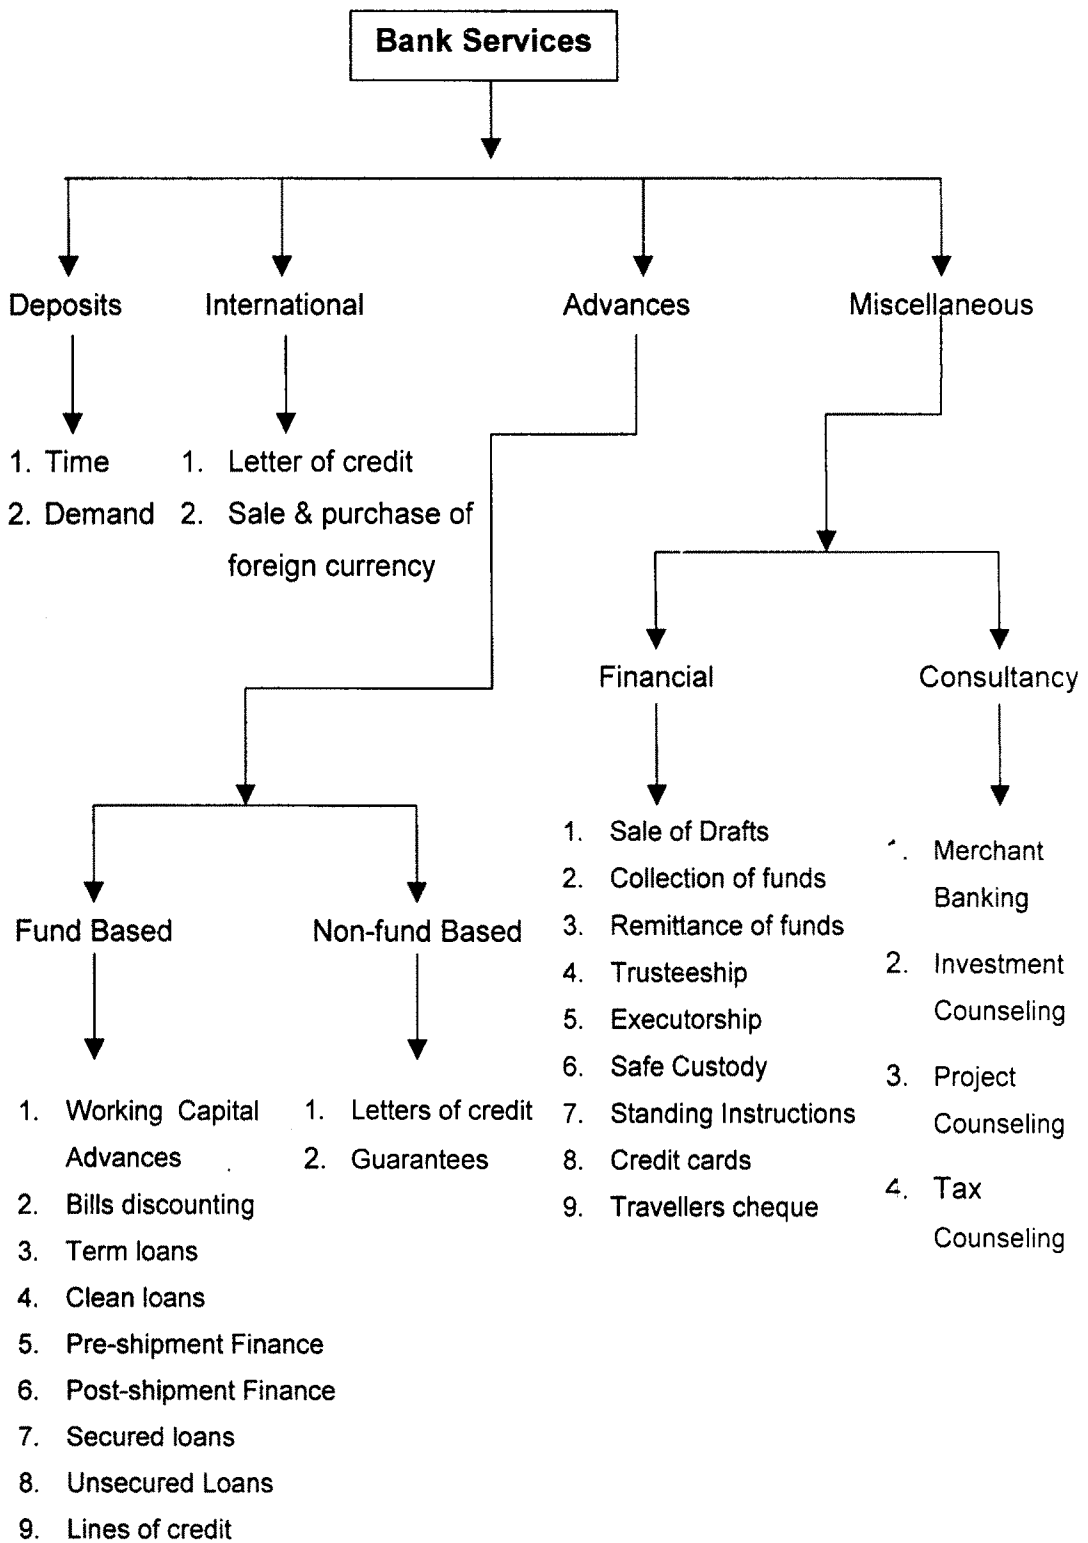 Bank Services
Deposits
International
Advances
Miscellaneous
1. Time
2. Demand
1. Letter of credit
2. Sale & purchase of
foreign currency
Financial
Consultancy
Fund Based
Non-fund Based
1. Working Capital
Advances
2. Bills discounting
3. Term loans
4. Clean loans
5. Pre-shipment Finance
6. Post-shipment Finance
7. Secured loans
8. Unsecured Loans
9. Lines of credit
1. Letters of credit
2. Guarantees
1. Sale of Drafts
2. Collection of funds
3. Remittance of funds
4. Trusteeship
5. Executorship
6. Safe Custody
7. Standing Instructions
8. Credit cards
9. Travellers cheque
1. Merchant
Banking
2. Investment
Counseling
3. Project
Counseling
4. Tax
Counseling